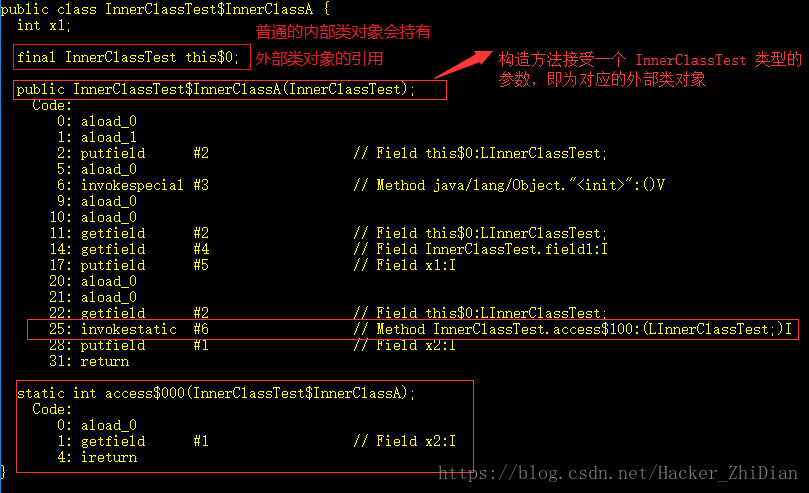 public class InnerClassTest$InnerClassA {
int x1;
普通的内部类对象会持有
外部类对象的引用
final InnerClassTest this$0;
构造方法接受一个 InnerClassTest 类型的
参数，即为对应的外部类对象
public InnerClassTest$InnerClassA(InnerClassTest);
Code:
0: aload_0
1: aload_1
2: putfield #2 // Field this$0:LInnerClassTest;
5: aload_0
6: invokespecial #3 // Method java/lang/Object."<init>":()V
9: aload_0
10: aload_0
11: getfield #2 // Field this$0:LInnerClassTest;
14: getfield #4 // Field InnerClassTest.field1:I
17: putfield #5 // Field x1:I
20: aload_0
21: aload_0
22: getfield #2 // Field this$0:LInnerClassTest;
25: invokestatic #6 // Method InnerClassTest.access$100:(LInnerClassTest;)I
28: putfield #1 // Field x2:I
31: return
static int access$000(InnerClassTest$InnerClassA);
Code:
0: aload_0
1: getfield #1 // Field x2:I
4: ireturn
}
https://blog.csdn.net/Hacker_ZhiDian